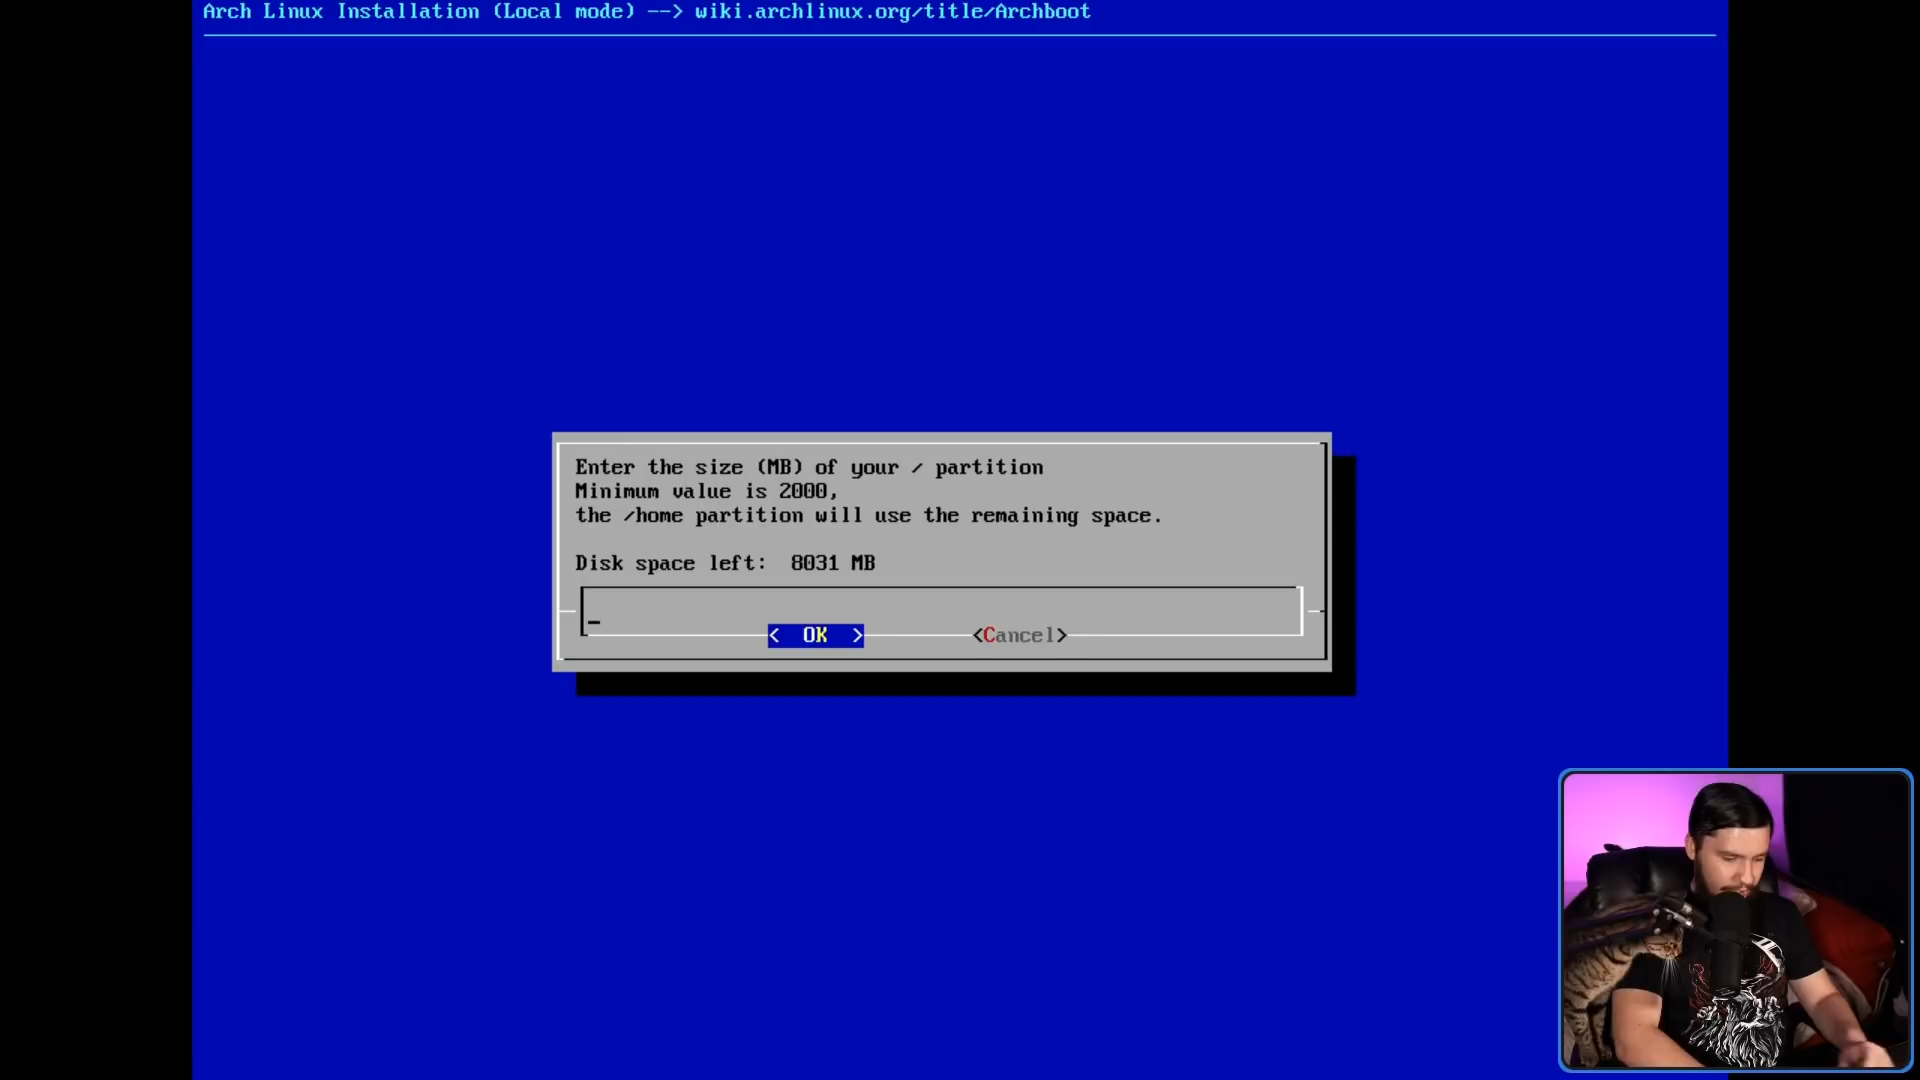 Arch Linux Installation (Local mode) --> wiki.archlinux.org/title/Archboot
Enter the size (MB) of your / partition
Minimum value is 2000,
the /home partition will use the remaining space.
Disk space left:  8031 MB
_
< OK > <Cancel>